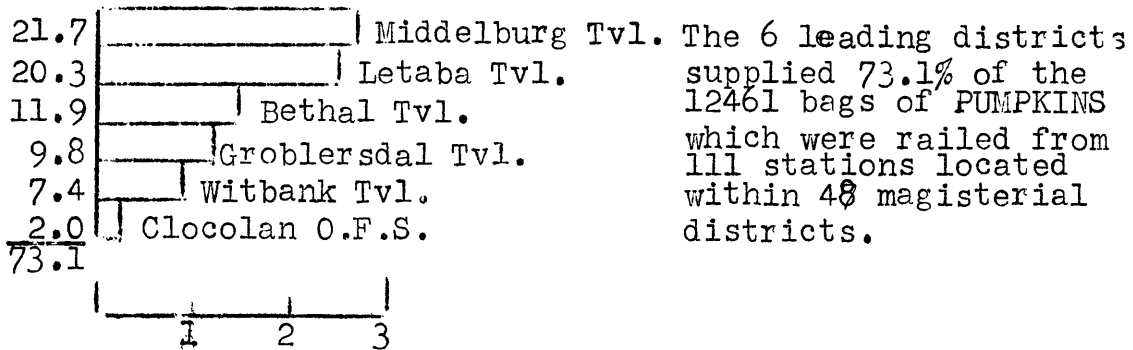 21.7 Middelburg Tvl.
20.3 Letaba Tvl.
11.9 Bethal Tvl.
9.8 Groblersdal Tvl.
7.4 Witbank Tvl.
2.0 Clocolan O.F.S.
73.1
1 2 3
The 6 leading districts
supplied 73.1% of the
12461 bags of PUMPKINS
which were railed from
111 stations located
within 48 magisterial
districts.